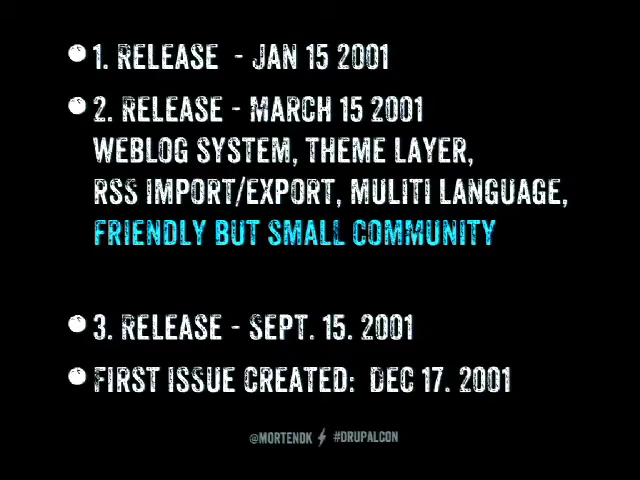 1. RELEASE - JAN 15 2001
2. RELEASE - MARCH 15 2001
WEBLOG SYSTEM, THEME LAYER,
RSS IMPORT/EXPORT, MULITI LANGUAGE,
FRIENDLY BUT SMALL COMMUNITY
3. RELEASE - SEPT. 15. 2001
FIRST ISSUE CREATED: DEC 17. 2001
@MORTENDK #DRUPALCON